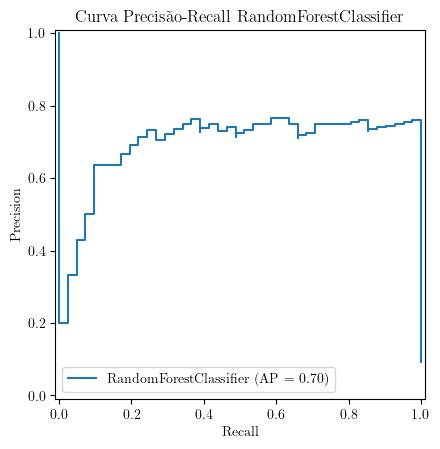 Curva Precisão-Recall RandomForestClassifier
1.0
0.8
0.6
0.4
0.2
0.0
Precision
RandomForestClassifier (AP = 0.70)
0.0 0.2 0.4 0.6 0.8 1.0
Recall